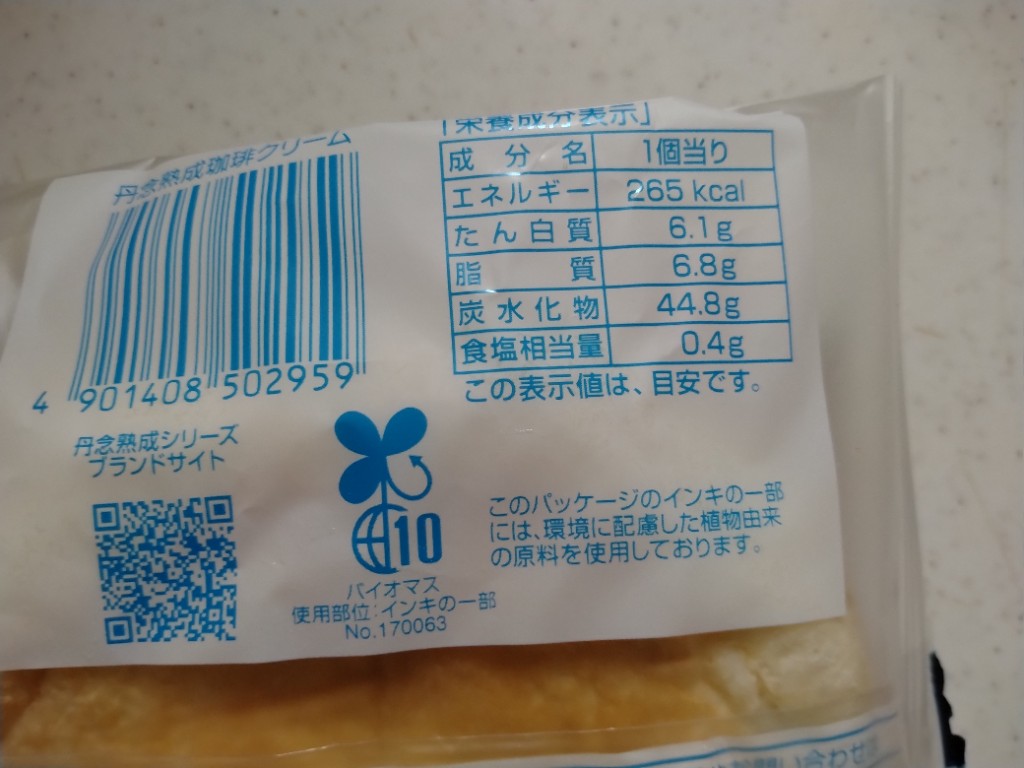 丹念熟成珈琲クリーム
4 901408 502959
[栄養成分表示]
成分名 1個当り
エネルギー 265 kcal
たん白質 6.1g
脂質 6.8g
炭水化物 44.8g
食塩相当量 0.4g
この表示値は、目安です。
丹念熟成シリーズ
ブランドサイト
10
バイオマス
使用部位:インキの一部
No.170063
このパッケージのインキの一部
には、環境に配慮した植物由来
の原料を使用しております。
い合わせ